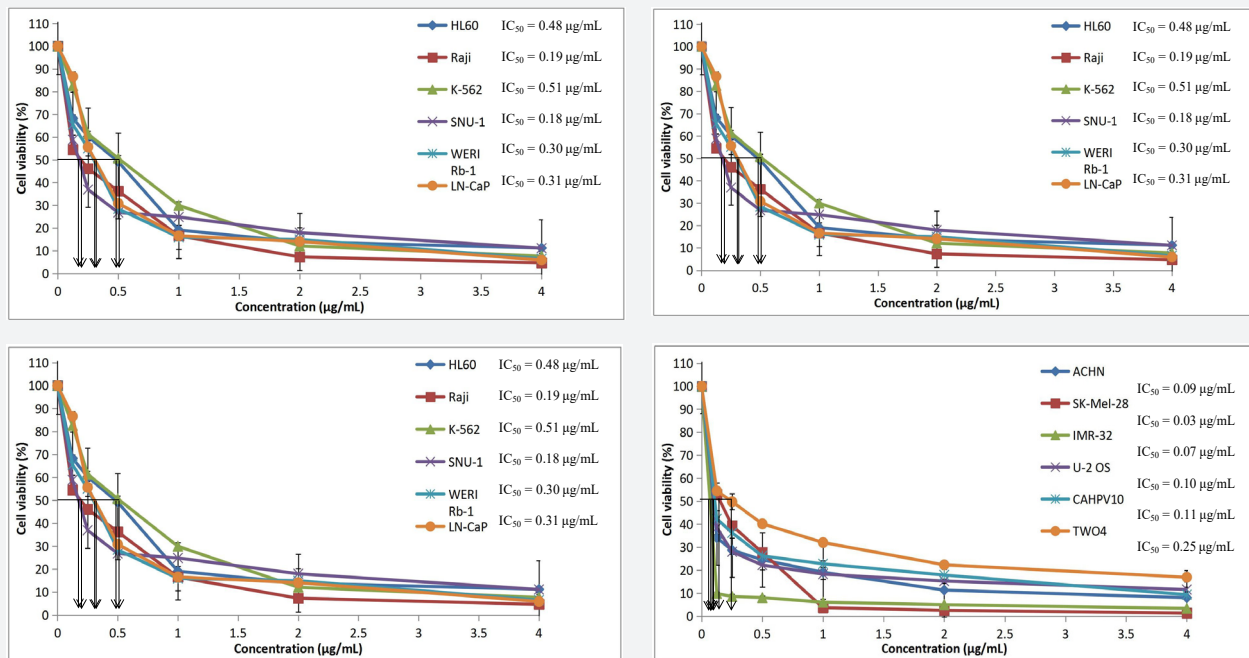 110
100
90
80
70
60
50
40
30
20
10
0
Cell viability (%)
0 0.5 1 1.5 2 2.5 3 3.5 4
Concentration (µg/mL)
HL60 IC50 = 0.48 µg/mL
Raji IC50 = 0.19 µg/mL
K-562 IC50 = 0.51 µg/mL
SNU-1 IC50 = 0.18 µg/mL
WERI IC50 = 0.30 µg/mL
Rb-1
LN-CaP IC50 = 0.31 µg/mL
110
100
90
80
70
60
50
40
30
20
10
0
Cell viability (%)
0 0.5 1 1.5 2 2.5 3 3.5 4
Concentration (µg/mL)
HL60 IC50 = 0.48 µg/mL
Raji IC50 = 0.19 µg/mL
K-562 IC50 = 0.51 µg/mL
SNU-1 IC50 = 0.18 µg/mL
WERI IC50 = 0.30 µg/mL
Rb-1
LN-CaP IC50 = 0.31 µg/mL
110
100
90
80
70
60
50
40
30
20
10
0
Cell viability (%)
0 0.5 1 1.5 2 2.5 3 3.5 4
Concentration (µg/mL)
HL60 IC50 = 0.48 µg/mL
Raji IC50 = 0.19 µg/mL
K-562 IC50 = 0.51 µg/mL
SNU-1 IC50 = 0.18 µg/mL
WERI IC50 = 0.30 µg/mL
Rb-1
LN-CaP IC50 = 0.31 µg/mL
110
100
90
80
70
60
50
40
30
20
10
0
Cell viability (%)
0 0.5 1 1.5 2 2.5 3 3.5 4
Concentration (µg/mL)
ACHN
IC50 = 0.09 µg/mL
SK-Mel-28
IC50 = 0.03 µg/mL
IMR-32
IC50 = 0.07 µg/mL
U-2 OS
IC50 = 0.10 µg/mL
CAHPV10
IC50 = 0.11 µg/mL
TWO4
IC50 = 0.25 µg/mL